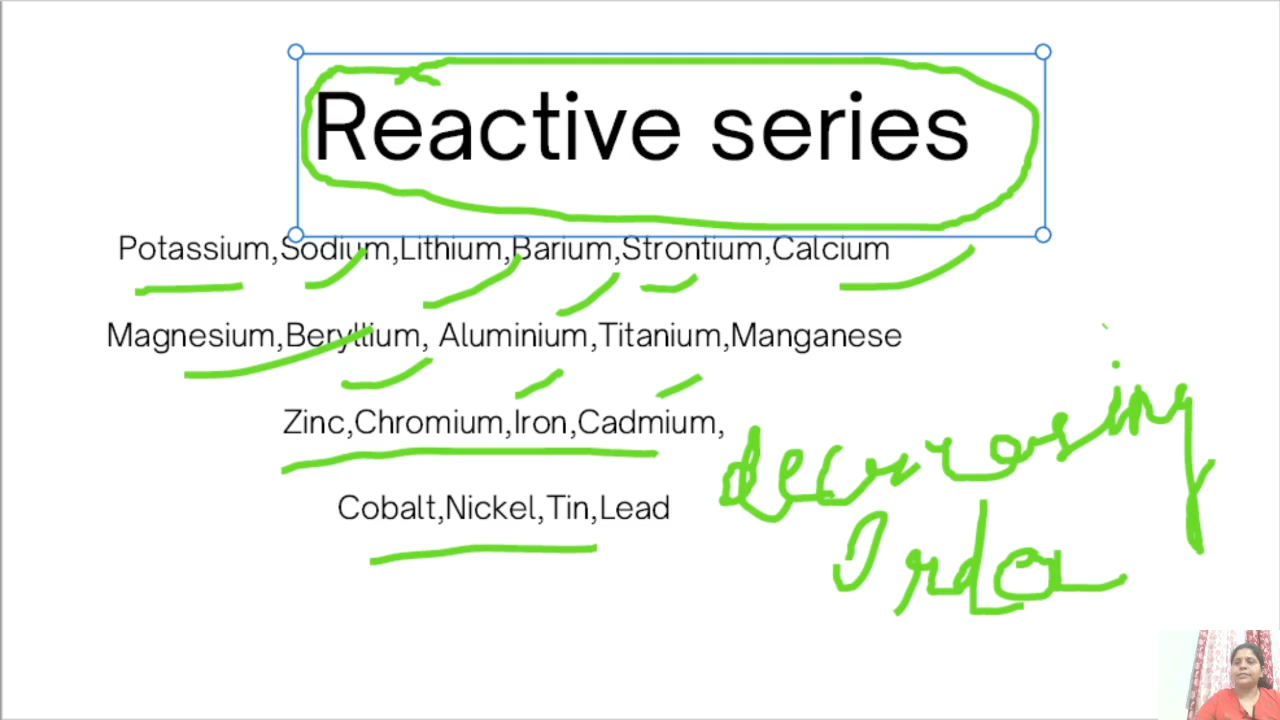 Reactive series
Potassium,Sodium,Lithium,Barium,Strontium,Calcium
Magnesium,Beryllium, Aluminium,Titanium,Manganese
Zinc,Chromium,Iron,Cadmium,
Cobalt,Nickel,Tin,Lead
decreasing
Order